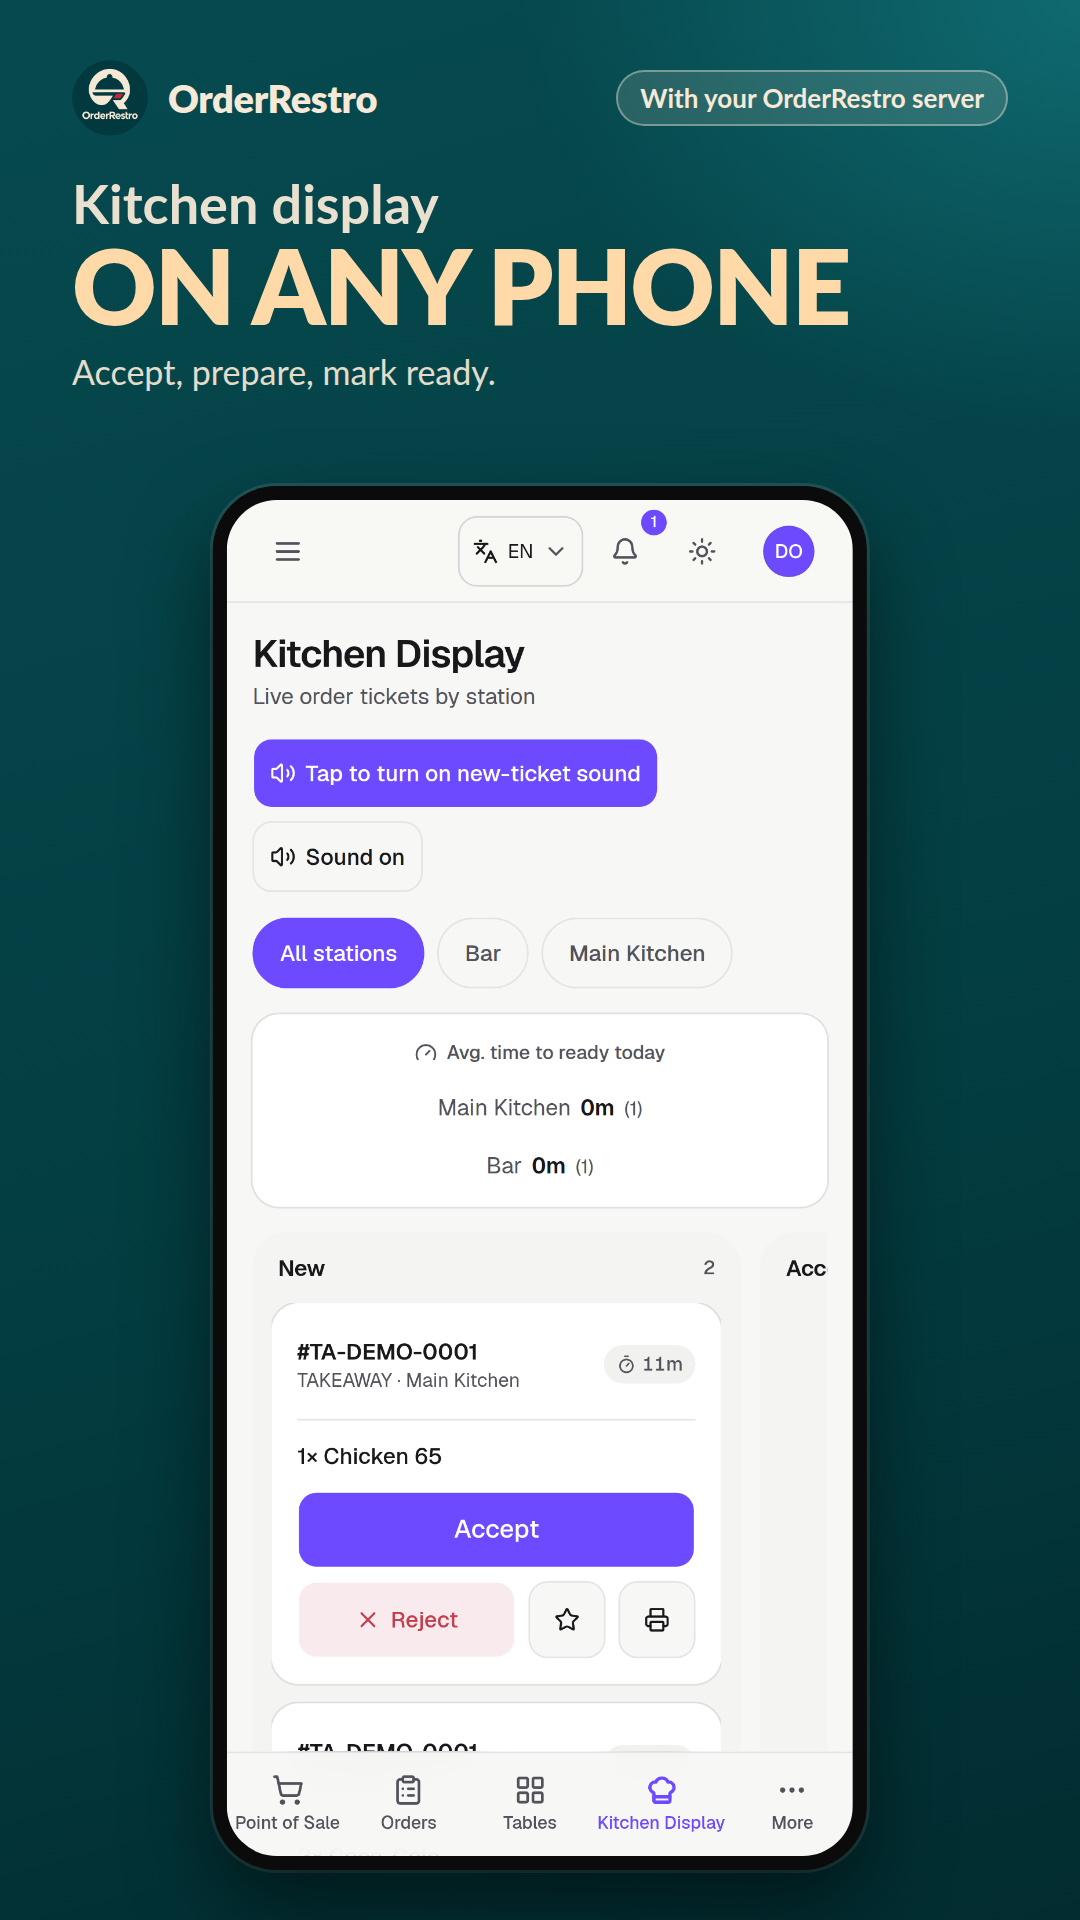 OrderRestro
OrderRestro
With your OrderRestro server
Kitchen display
ON ANY PHONE
Accept, prepare, mark ready.
EN
1
DO
Kitchen Display
Live order tickets by station
Tap to turn on new-ticket sound
Sound on
All stations
Bar
Main Kitchen
Avg. time to ready today
Main Kitchen 0m (1)
Bar 0m (1)
New
2
Acc
#TA-DEMO-0001
11m
TAKEAWAY · Main Kitchen
1× Chicken 65
Accept
Reject
#TA-DEMO-0001
Point of Sale
Orders
Tables
Kitchen Display
More